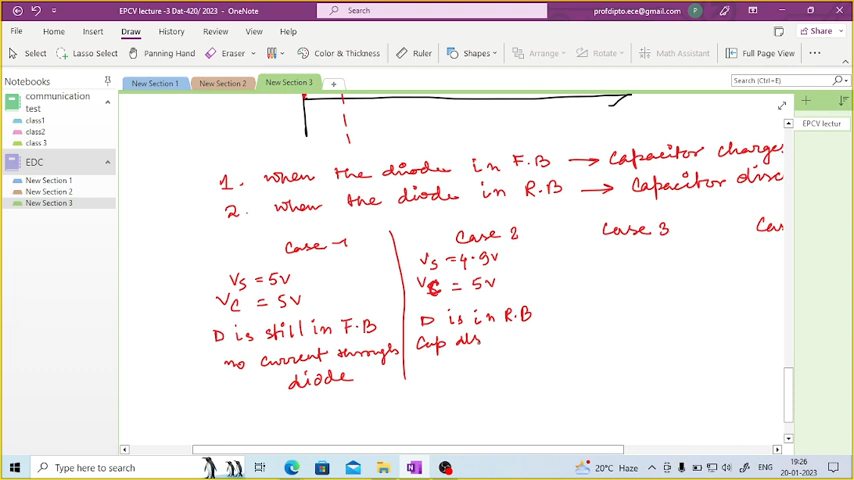 EPCV lecture -3 Dat-420/ 2023 - OneNote
Search
profdipto.ece@gmail.com
P
File
Home
Insert
Draw
History
Review
View
Help
Share
Select
Lasso Select
Panning Hand
Eraser
Color & Thickness
Ruler
Shapes
Arrange
Rotate
Math Assistant
Full Page View
Notebooks
New Section 1
New Section 2
New Section 3
Search (Ctrl+E)
communication
test
class1
class2
class 3
EDC
New Section 1
New Section 2
New Section 3
EPCV lectur
1. when the diode in F.B → Capacitor charges
2. when the diode in R.B → Capacitor disc
Case -1
VS = 5V
VC = 5V
D is still in F.B
no current through
diode
Case 2
VS = 4.9V
VC = 5V
D is in R.B
Cap dis
Case 3
Cas
Type here to search
20°C Haze
ENG
19:26
20-01-2023